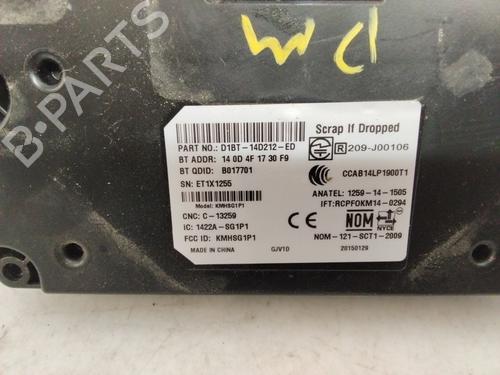 B-PARTS
Scrap If Dropped
PART NO.: D1BT-14D212-ED
R 209-J00106
BT ADDR: 14 0D 4F 17 30 F9
BT QDID: B017701
CCAB14LP1900T1
SN: ET1X1255
ANATEL: 1259-14-1505
Model: KMHSG1P1
IFT:RCPFOKM14-0294
CNC: C-13259
IC: 1422A-SG1P1
CE
NOM
NYCE
FCC ID: KMHSG1P1
NOM-121-SCT1-2009
MADE IN CHINA
GJV1D
20150129